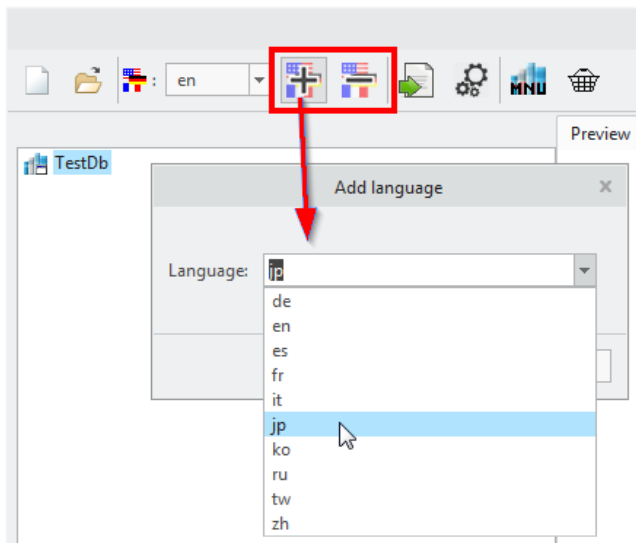 : en
MNU
Preview
TestDb
Add language
Language: jp
de
en
es
fr
it
jp
ko
ru
tw
zh